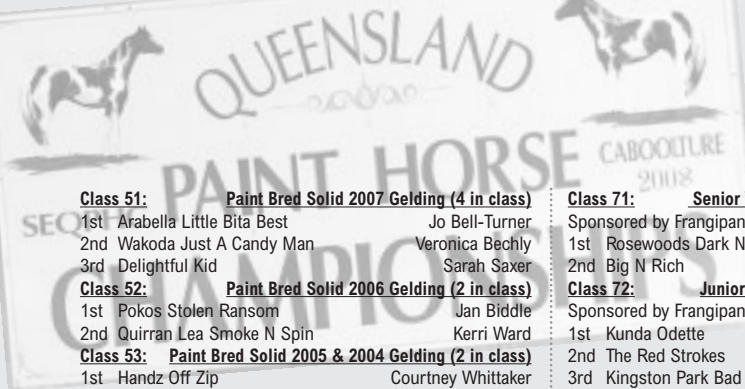 QUEENSLAND
PAINT HORSE
CABOOLTURE
2008
CHAMPIONSHIPS
Class 51: Paint Bred Solid 2007 Gelding (4 in class)
1st Arabella Little Bita Best Jo Bell-Turner
2nd Wakoda Just A Candy Man Veronica Bechly
3rd Delightful Kid Sarah Saxer
Class 52: Paint Bred Solid 2006 Gelding (2 in class)
1st Pokos Stolen Ransom Jan Biddle
2nd Quirran Lea Smoke N Spin Kerri Ward
Class 53: Paint Bred Solid 2005 & 2004 Gelding (2 in class)
1st Handz Off Zip Courtney Whittaker
Class 71: Senior
Sponsored by Frangipan
1st Rosewoods Dark N
2nd Big N Rich
Class 72: Junior
Sponsored by Frangipan
1st Kunda Odette
2nd The Red Strokes
3rd Kingston Park Bad